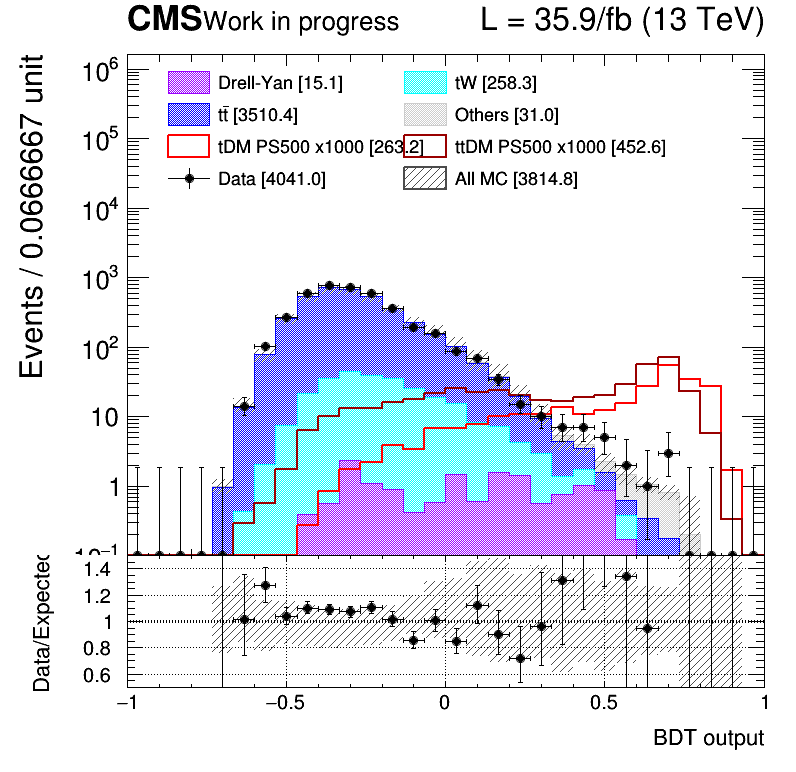 CMS Work in progress L = 35.9/fb (13 TeV)
Events / 0.0666667 unit
10⁶
10⁵
10⁴
10³
10²
10
1
10⁻¹
Drell-Yan [15.1] tW [258.3]
tt̄ [3510.4] Others [31.0]
tDM PS500 x1000 [263.2] ttDM PS500 x1000 [452.6]
Data [4041.0] All MC [3814.8]
Data/Expected
1.4
1.2
1
0.8
0.6
−1 −0.5 0 0.5 1
BDT output